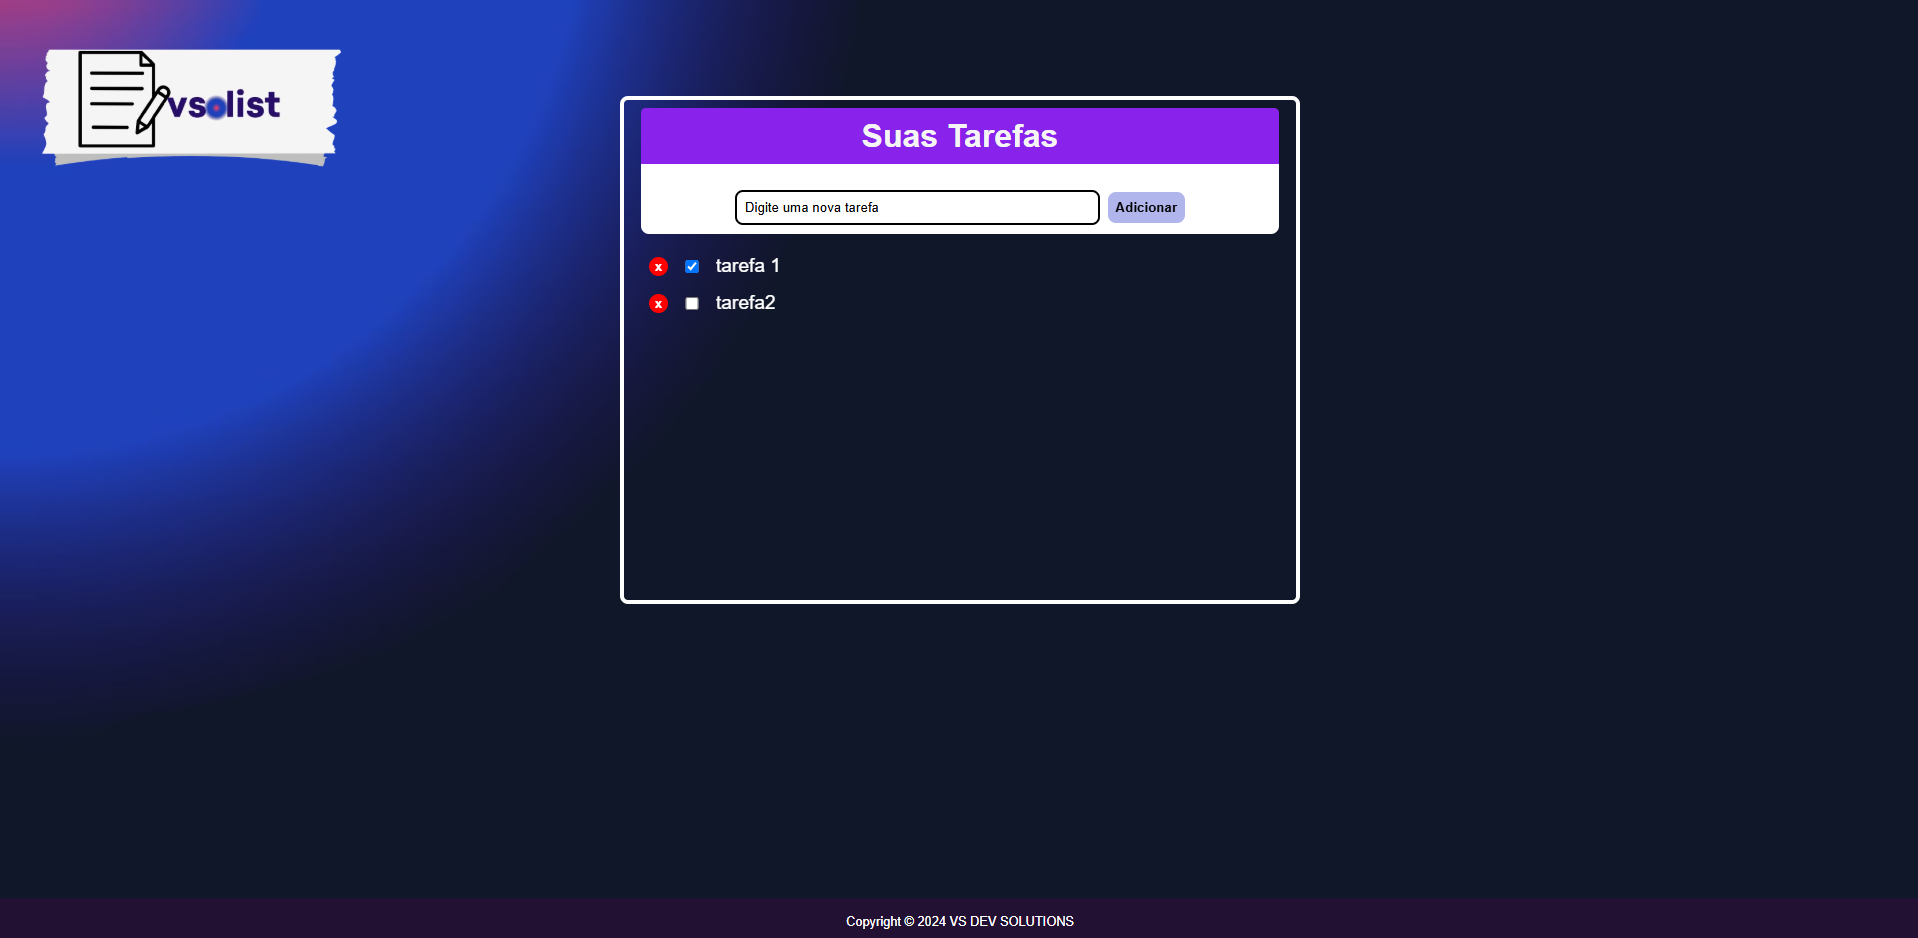 vsolist
Suas Tarefas
Digite uma nova tarefa
Adicionar
x tarefa 1
x tarefa2
Copyright © 2024 VS DEV SOLUTIONS